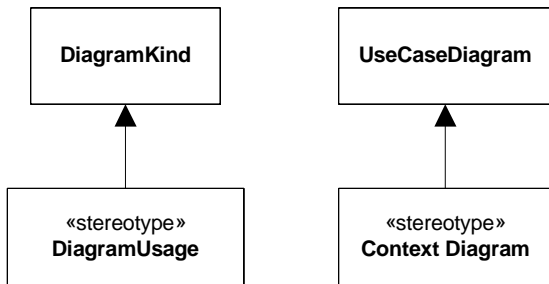 DiagramKind
UseCaseDiagram
«stereotype»
DiagramUsage
«stereotype»
Context Diagram